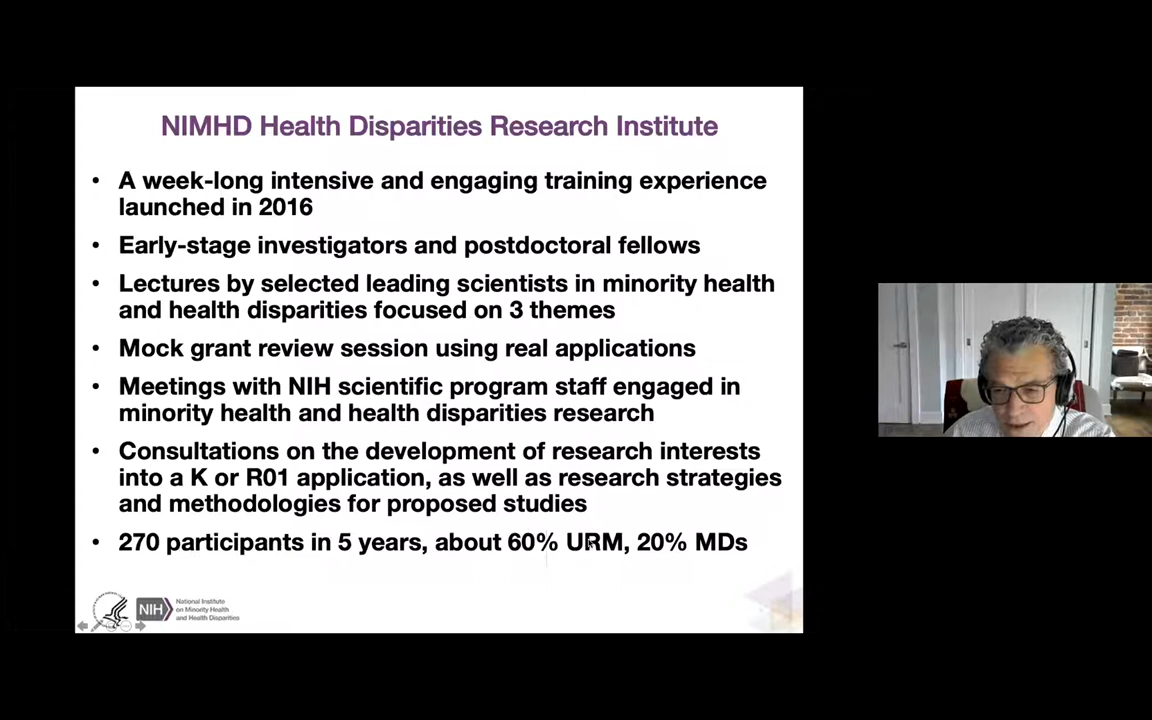 NIMHD Health Disparities Research Institute
• A week-long intensive and engaging training experience
launched in 2016
• Early-stage investigators and postdoctoral fellows
• Lectures by selected leading scientists in minority health
and health disparities focused on 3 themes
• Mock grant review session using real applications
• Meetings with NIH scientific program staff engaged in
minority health and health disparities research
• Consultations on the development of research interests
into a K or R01 application, as well as research strategies
and methodologies for proposed studies
• 270 participants in 5 years, about 60% URM, 20% MDs
NIH
National Institute
on Minority Health
and Health Disparities